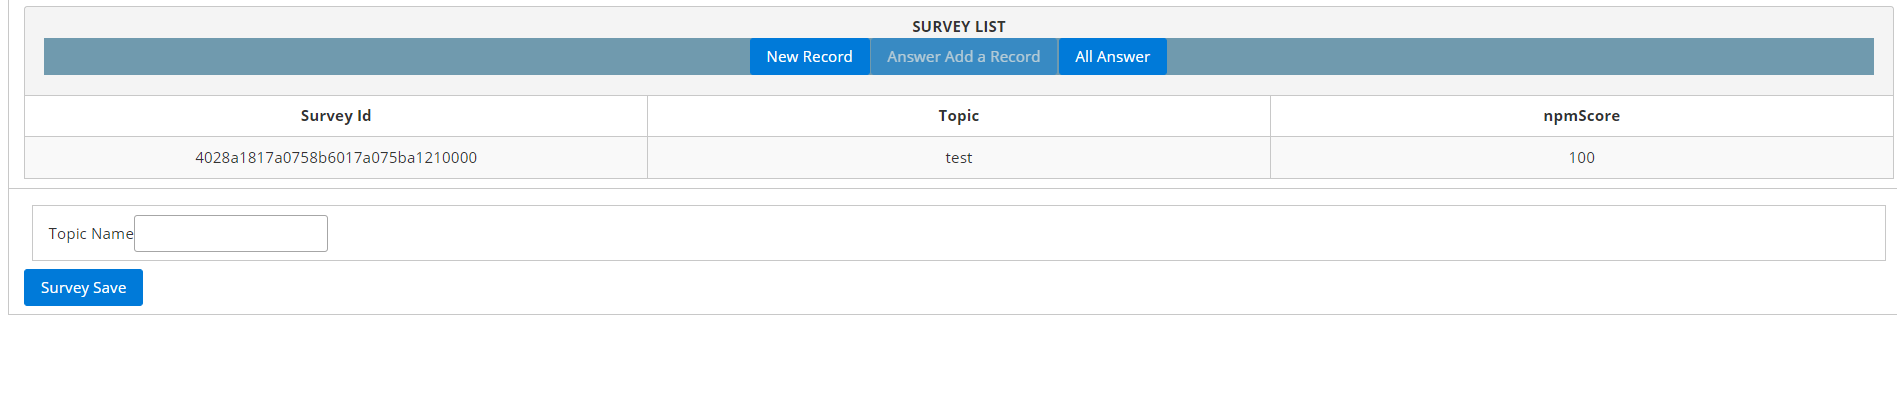 SURVEY LIST
New Record Answer Add a Record All Answer
Survey Id Topic npmScore
4028a1817a0758b6017a075ba1210000 test 100
Topic Name
Survey Save